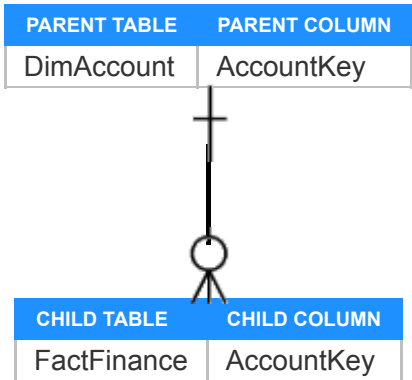 PARENT TABLE PARENT COLUMN
DimAccount AccountKey
CHILD TABLE CHILD COLUMN
FactFinance AccountKey